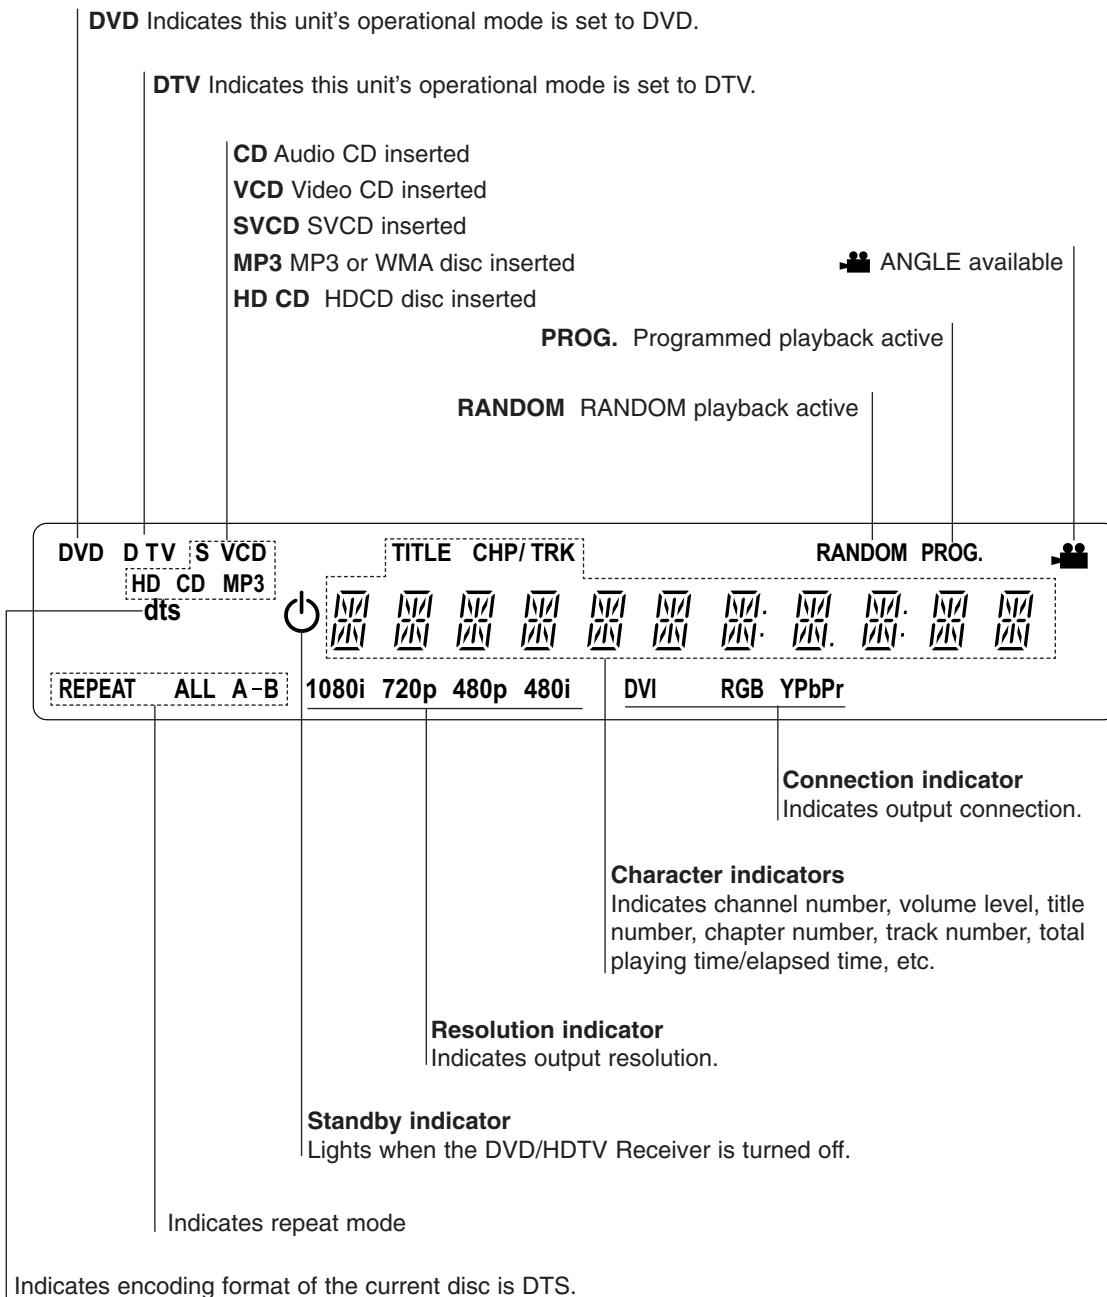 DVD Indicates this unit's operational mode is set to DVD.
DTV Indicates this unit's operational mode is set to DTV.
CD Audio CD inserted
VCD Video CD inserted
SVCD SVCD inserted
MP3 MP3 or WMA disc inserted
ANGLE available
HD CD HDCD disc inserted
PROG. Programmed playback active
RANDOM RANDOM playback active
DVD D TV S VCD TITLE CHP/ TRK RANDOM PROG.
HD CD MP3
dts
REPEAT ALL A-B 1080i 720p 480p 480i DVI RGB YPbPr
Connection indicator
Indicates output connection.
Character indicators
Indicates channel number, volume level, title
number, chapter number, track number, total
playing time/elapsed time, etc.
Resolution indicator
Indicates output resolution.
Standby indicator
Lights when the DVD/HDTV Receiver is turned off.
Indicates repeat mode
Indicates encoding format of the current disc is DTS.